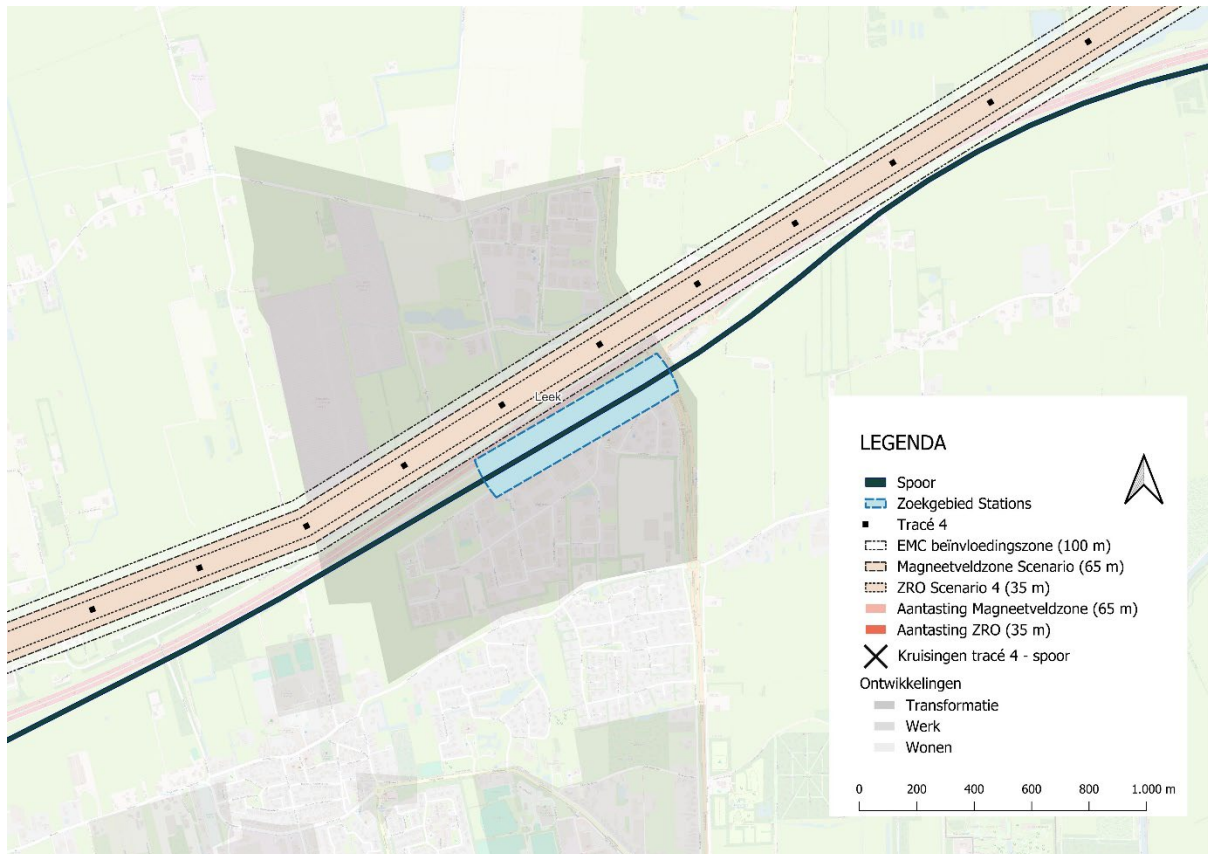 Leek
LEGENDA
Spoor
Zoekgebied Stations
Tracé 4
EMC beïnvloedingszone (100 m)
Magneetveldzone Scenario (65 m)
ZRO Scenario 4 (35 m)
Aantasting Magneetveldzone (65 m)
Aantasting ZRO (35 m)
Kruisingen tracé 4 - spoor
Ontwikkelingen
Transformatie
Werk
Wonen
0 200 400 600 800 1.000 m